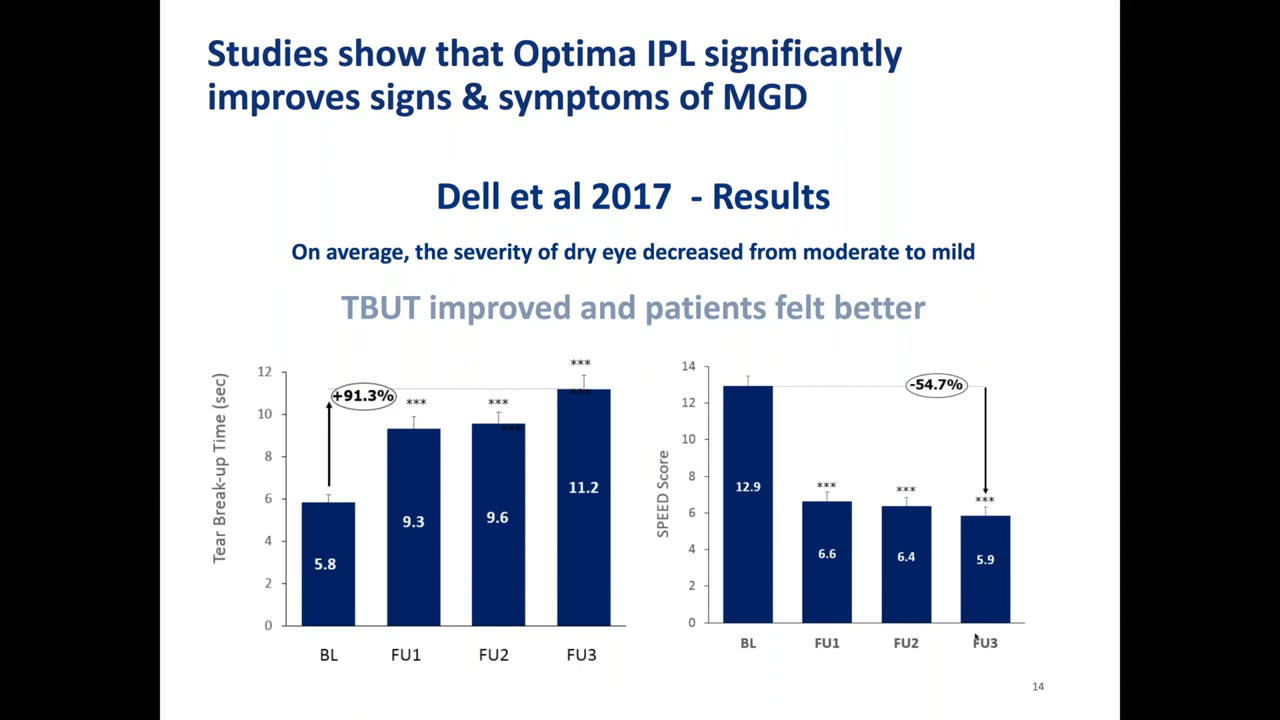 Studies show that Optima IPL significantly
improves signs & symptoms of MGD
Dell et al 2017 - Results
On average, the severity of dry eye decreased from moderate to mild
TBUT improved and patients felt better
Tear Break-up Time (sec)
12
10
8
6
4
2
0
+91.3%
***
***
***
***
***
5.8
9.3
9.6
11.2
BL
FU1
FU2
FU3
SPEED Score
14
12
10
8
6
4
2
0
-54.7%
***
***
***
12.9
6.6
6.4
5.9
BL
FU1
FU2
FU3
14